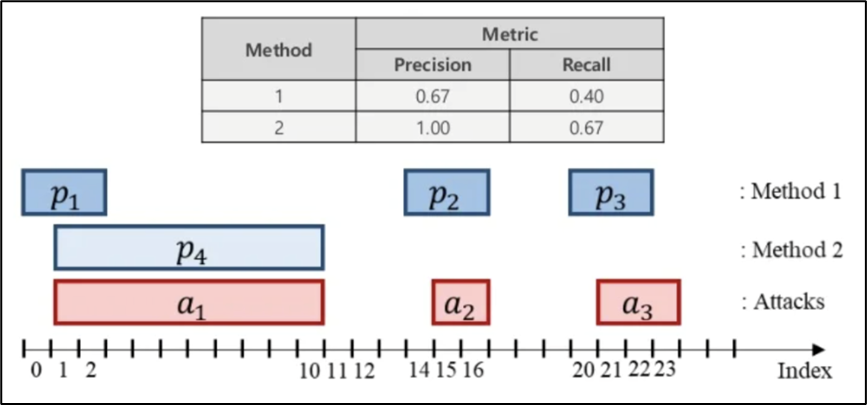 Method Metric
Precision Recall
1 0.67 0.40
2 1.00 0.67
p₁ p₂ p₃ : Method 1
p₄ : Method 2
a₁ a₂ a₃ : Attacks
0 1 2 10 11 12 14 15 16 20 21 22 23 Index